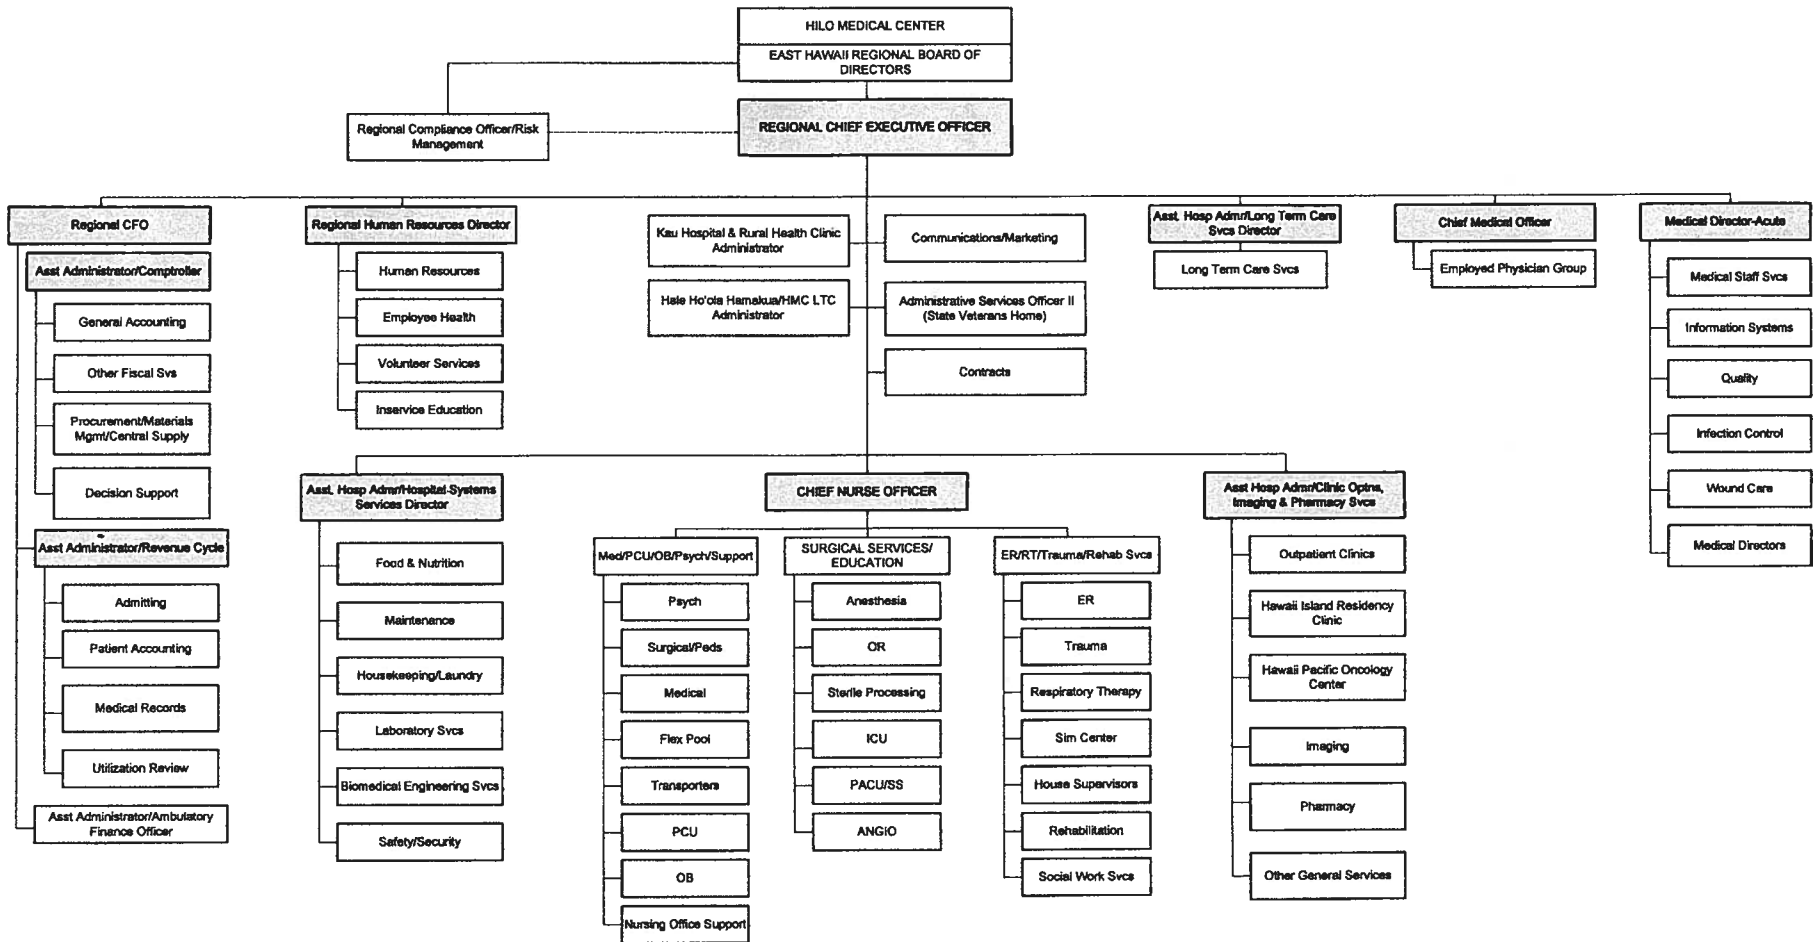 HILO MEDICAL CENTER
EAST HAWAII REGIONAL BOARD OF
DIRECTORS
Regional Compliance Officer/Risk
Management
REGIONAL CHIEF EXECUTIVE OFFICER
Regional CFO
Asst Administrator/Comptroller
General Accounting
Other Fiscal Svs
Procurement/Materials
Mgmt/Central Supply
Decision Support
Asst Administrator/Revenue Cycle
Admitting
Patient Accounting
Medical Records
Utilization Review
Asst Administrator/Ambulatory
Finance Officer
Regional Human Resources Director
Human Resources
Employee Health
Volunteer Services
Inservice Education
Kau Hospital & Rural Health Clinic
Administrator
Communications/Marketing
Hale Ho'ola Hamakua/HMC LTC
Administrator
Administrative Services Officer II
(State Veterans Home)
Contracts
Asst. Hosp Admr/Long Term Care
Svcs Director
Long Term Care Svcs
Chief Medical Officer
Employed Physician Group
Medical Director-Acute
Medical Staff Svcs
Information Systems
Quality
Infection Control
Wound Care
Medical Directors
Asst. Hosp Admr/Hospital-Systems
Services Director
Food & Nutrition
Maintenance
Housekeeping/Laundry
Laboratory Svcs
Biomedical Engineering Svcs
Safety/Security
CHIEF NURSE OFFICER
Med/PCU/OB/Psych/Support
Psych
Surgical/Peds
Medical
Flex Pool
Transporters
PCU
OB
Nursing Office Support
SURGICAL SERVICES/
EDUCATION
Anesthesia
OR
Sterile Processing
ICU
PACU/SS
ANGIO
ER/RT/Trauma/Rehab Svcs
ER
Trauma
Respiratory Therapy
Sim Center
House Supervisors
Rehabilitation
Social Work Svcs
Asst Hosp Admr/Clinic Optns,
Imaging & Pharmacy Svcs
Outpatient Clinics
Hawaii Island Residency
Clinic
Hawaii Pacific Oncology
Center
Imaging
Pharmacy
Other General Services